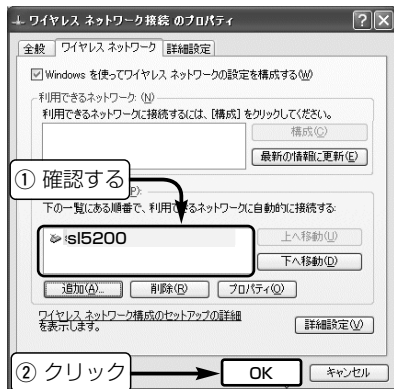 ワイヤレス ネットワーク接続 のプロパティ
全般 ワイヤレス ネットワーク 詳細設定
Windows を使ってワイヤレス ネットワークの設定を構成する(W)
利用できるネットワーク: (N)
利用できるネットワークに接続するには、[構成] をクリックしてください。
構成(C)
最新の情報に更新(E)
① 確認する
(P):
下の一覧にある順番で、利用できるネットワークに自動的に接続する:
sl5200
上へ移動(U)
下へ移動(D)
追加(A)... 削除(R) プロパティ(O)
ワイヤレス ネットワーク構成のセットアップの詳細
を表示します。
詳細設定(V)
② クリック
OK キャンセル